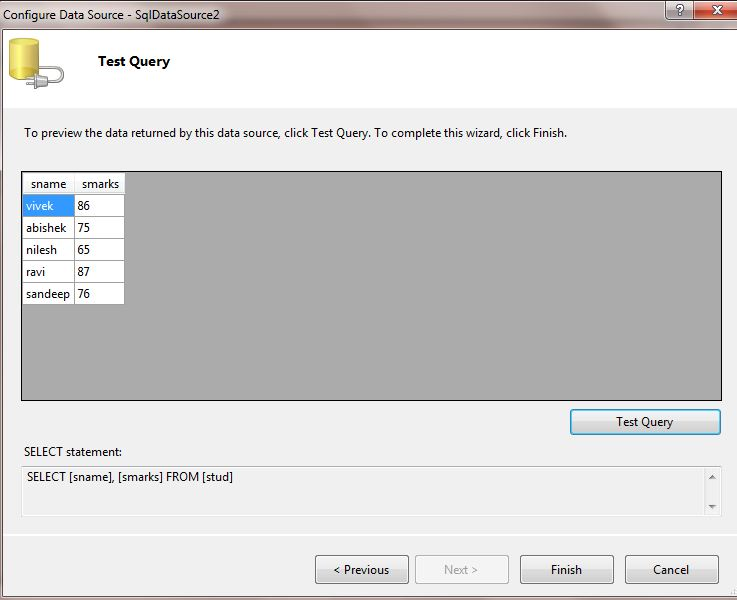 Configure Data Source - SqlDataSource2
Test Query
To preview the data returned by this data source, click Test Query. To complete this wizard, click Finish.
sname smarks
vivek 86
abishek 75
nilesh 65
ravi 87
sandeep 76
Test Query
SELECT statement:
SELECT [sname], [smarks] FROM [stud]
< Previous Next > Finish Cancel